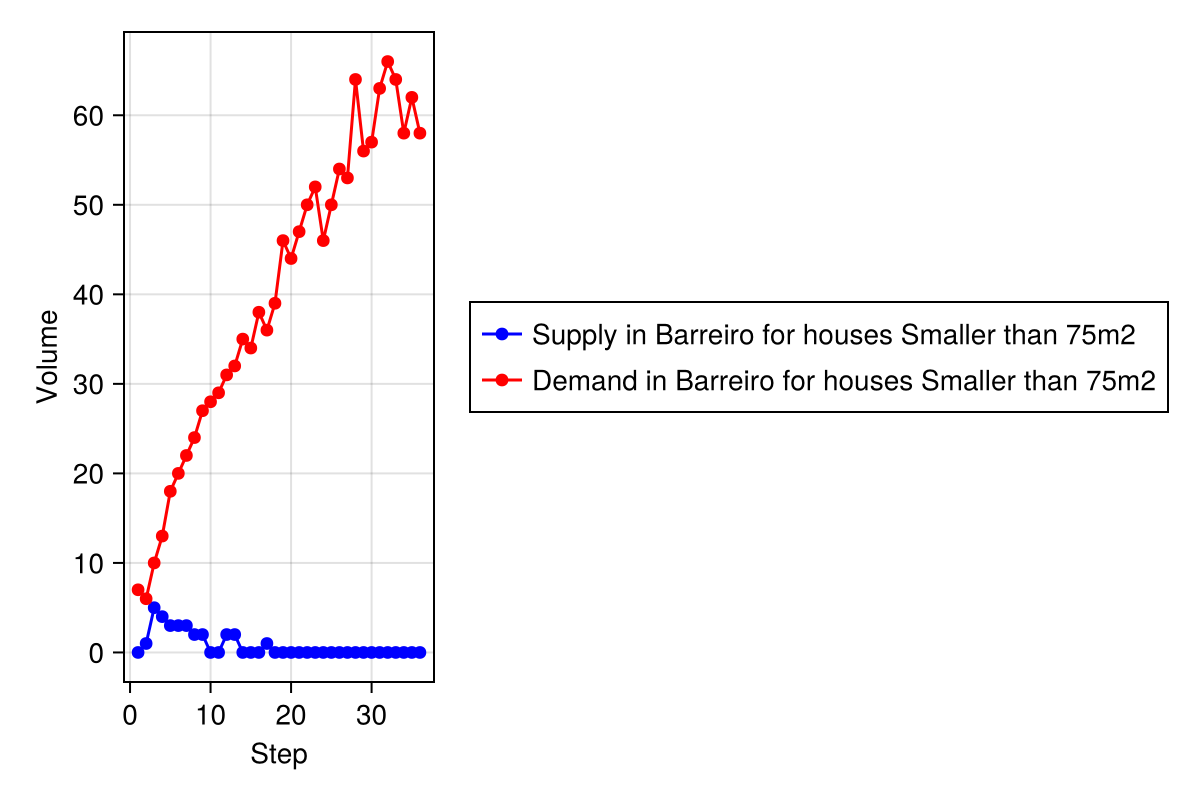 60
50
40
30
20
10
0
Volume
0 10 20 30
Step
Supply in Barreiro for houses Smaller than 75m2
Demand in Barreiro for houses Smaller than 75m2